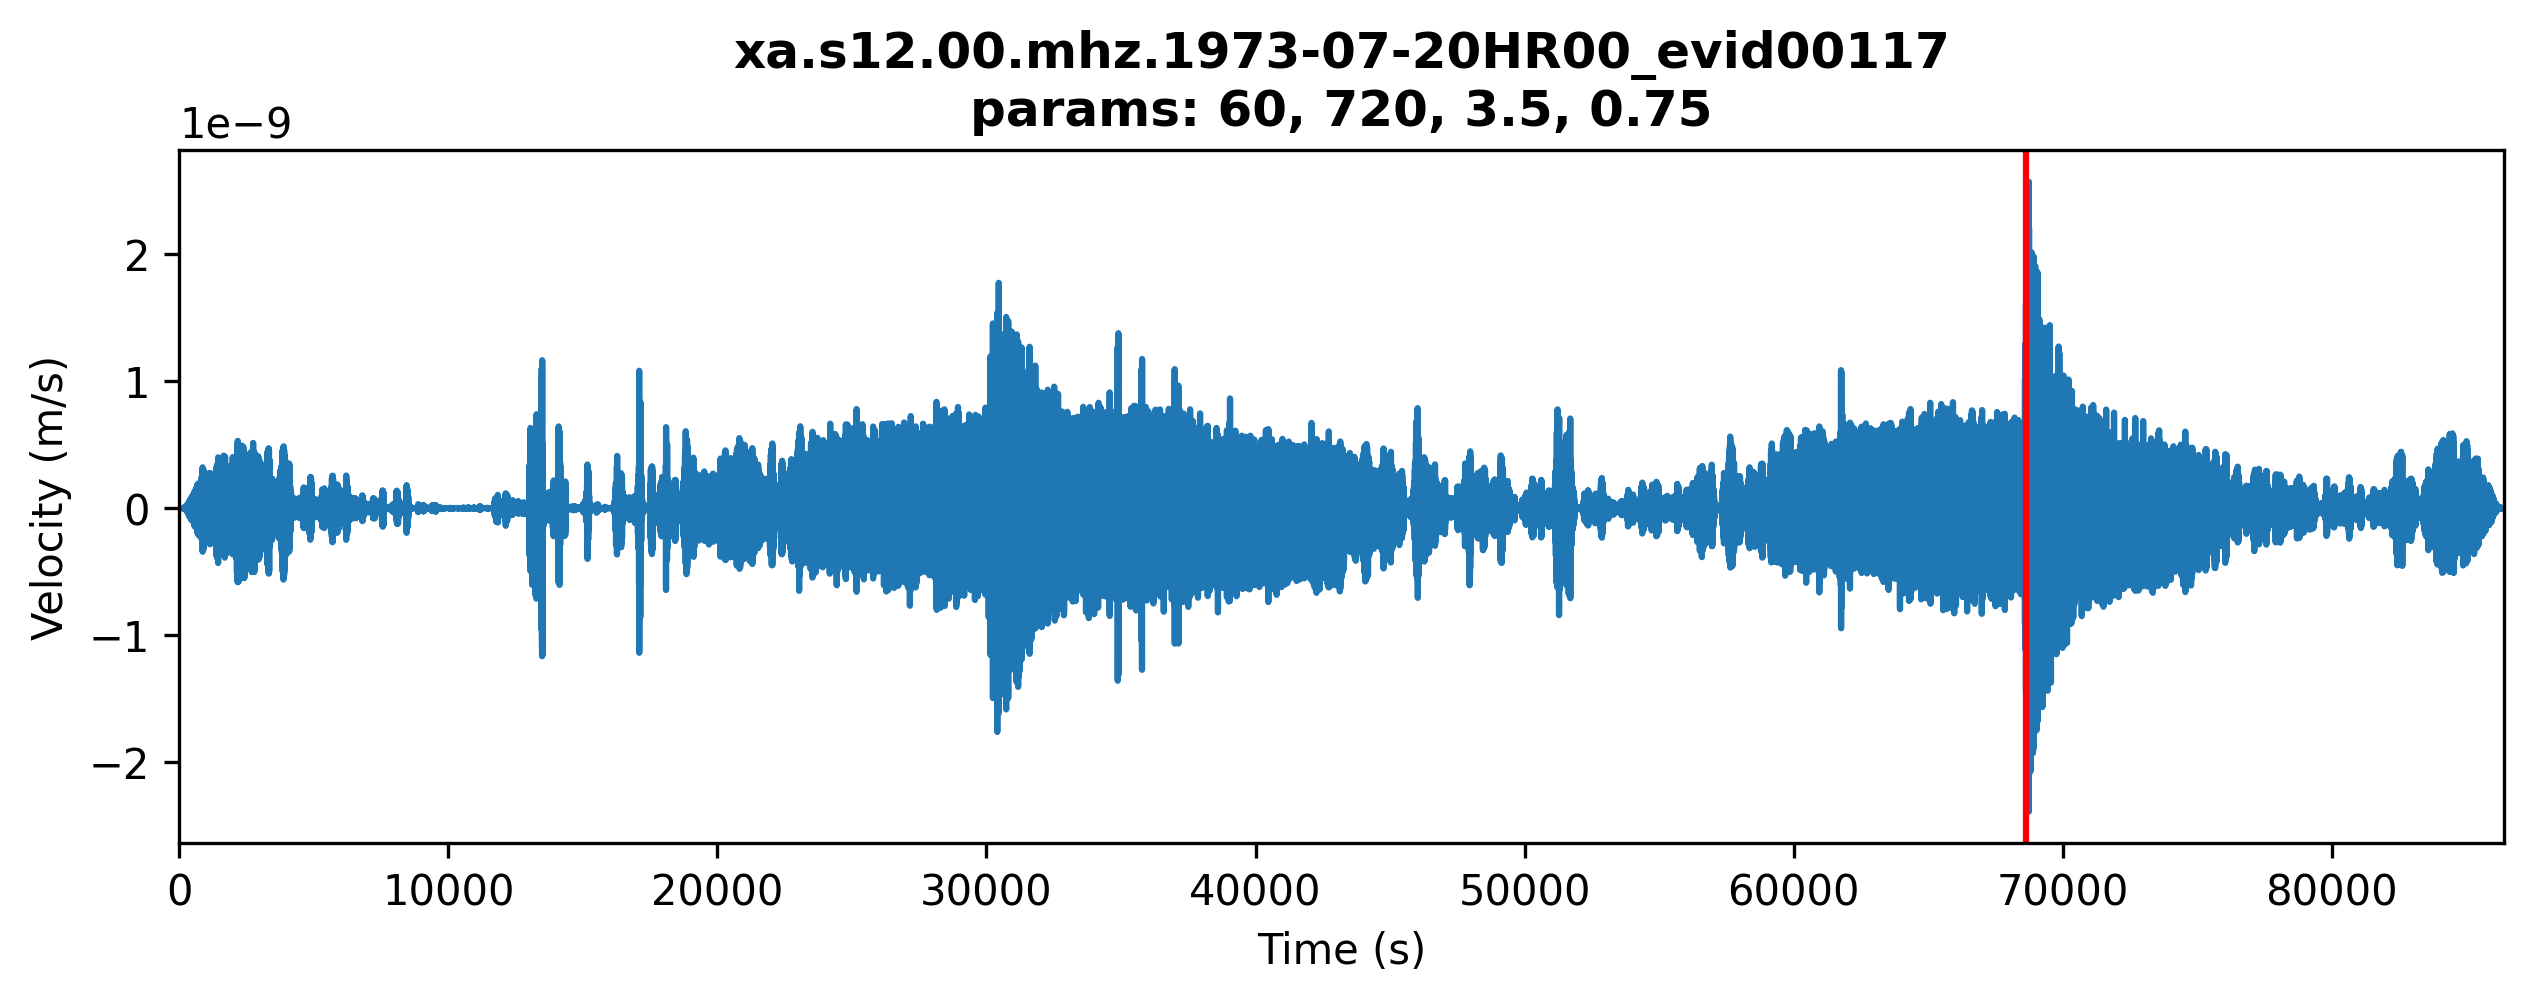 xa.s12.00.mhz.1973-07-20HR00_evid00117
params: 60, 720, 3.5, 0.75
1e−9
2
1
0
−1
−2
Velocity (m/s)
0 10000 20000 30000 40000 50000 60000 70000 80000
Time (s)